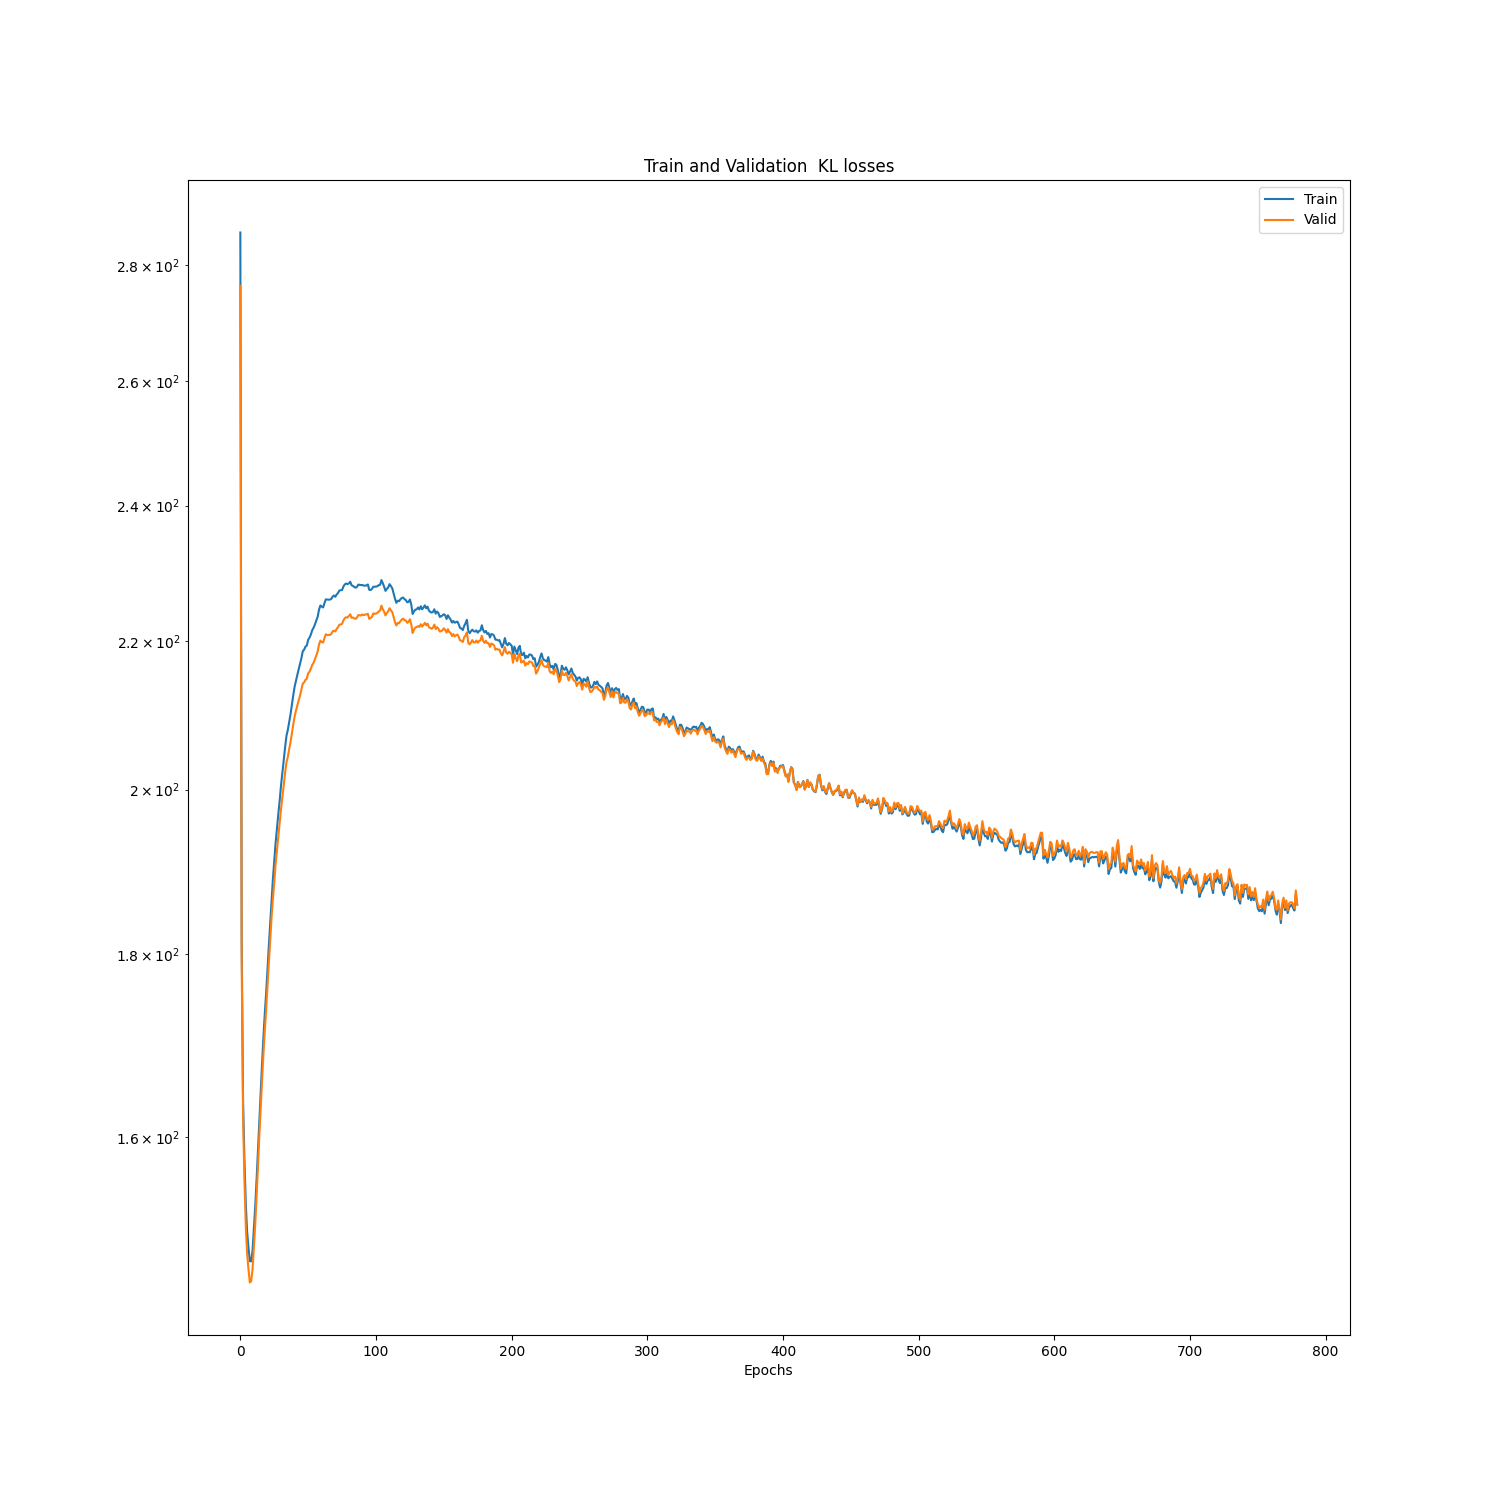 Train and Validation  KL losses
Train
Valid
2.8 × 10²
2.6 × 10²
2.4 × 10²
2.2 × 10²
2 × 10²
1.8 × 10²
1.6 × 10²
0 100 200 300 400 500 600 700 800
Epochs